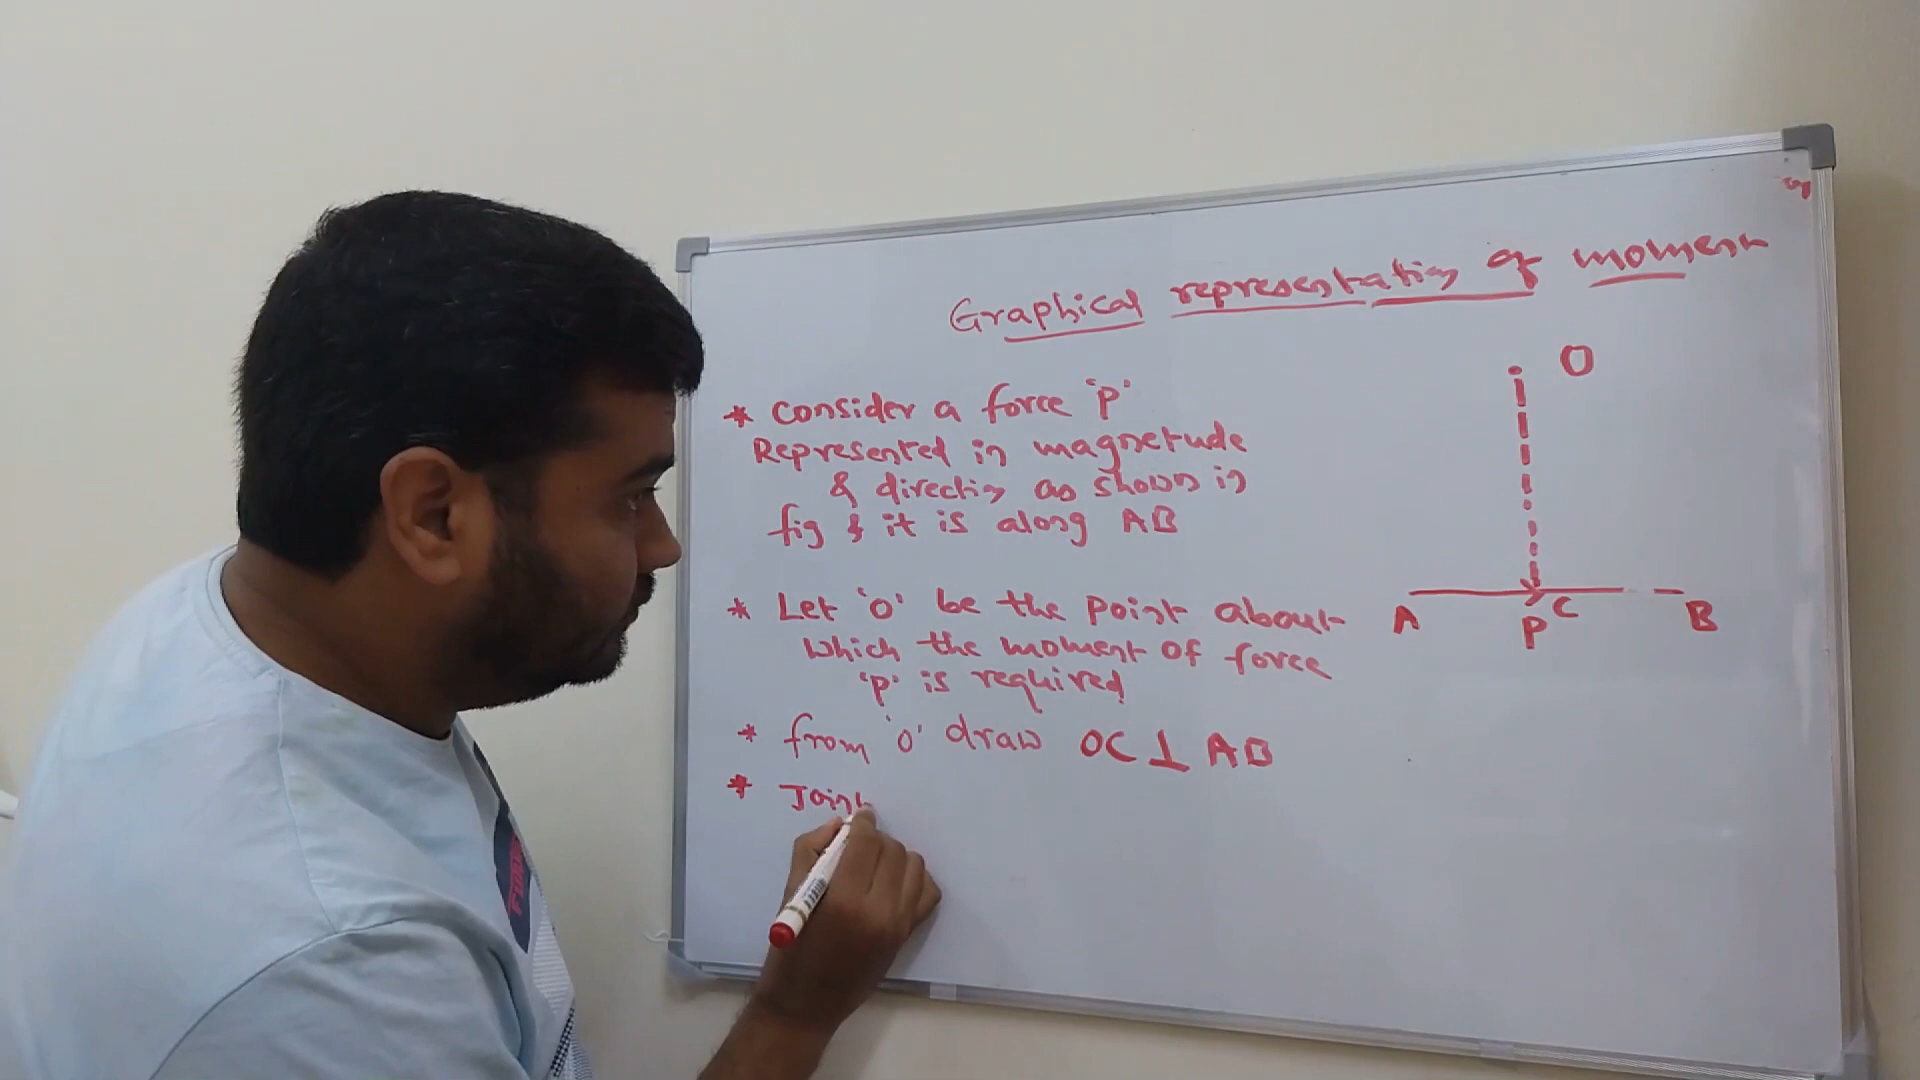 Graphical representation of moment
* Consider a force 'P'
Represented in magnetude
& direction as shown in
fig & it is along AB
* Let 'O' be the point about
which the moment of force
'P' is required
* from 'O' draw OC ⊥ AB
* Join
O
A P C B